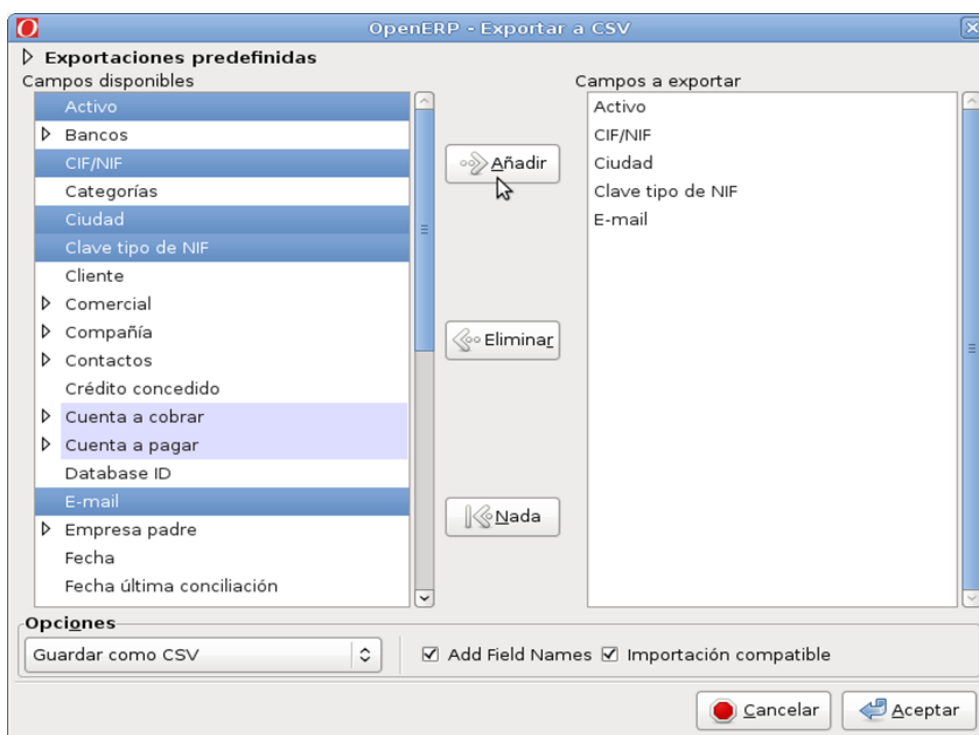 OpenERP - Exportar a CSV
Exportaciones predefinidas
Campos disponibles
Activo
Bancos
CIF/NIF
Categorías
Ciudad
Clave tipo de NIF
Cliente
Comercial
Compañía
Contactos
Crédito concedido
Cuenta a cobrar
Cuenta a pagar
Database ID
E-mail
Empresa padre
Fecha
Fecha última conciliación
Añadir
Eliminar
Nada
Campos a exportar
Activo
CIF/NIF
Ciudad
Clave tipo de NIF
E-mail
Opciones
Guardar como CSV
Add Field Names
Importación compatible
Cancelar
Aceptar